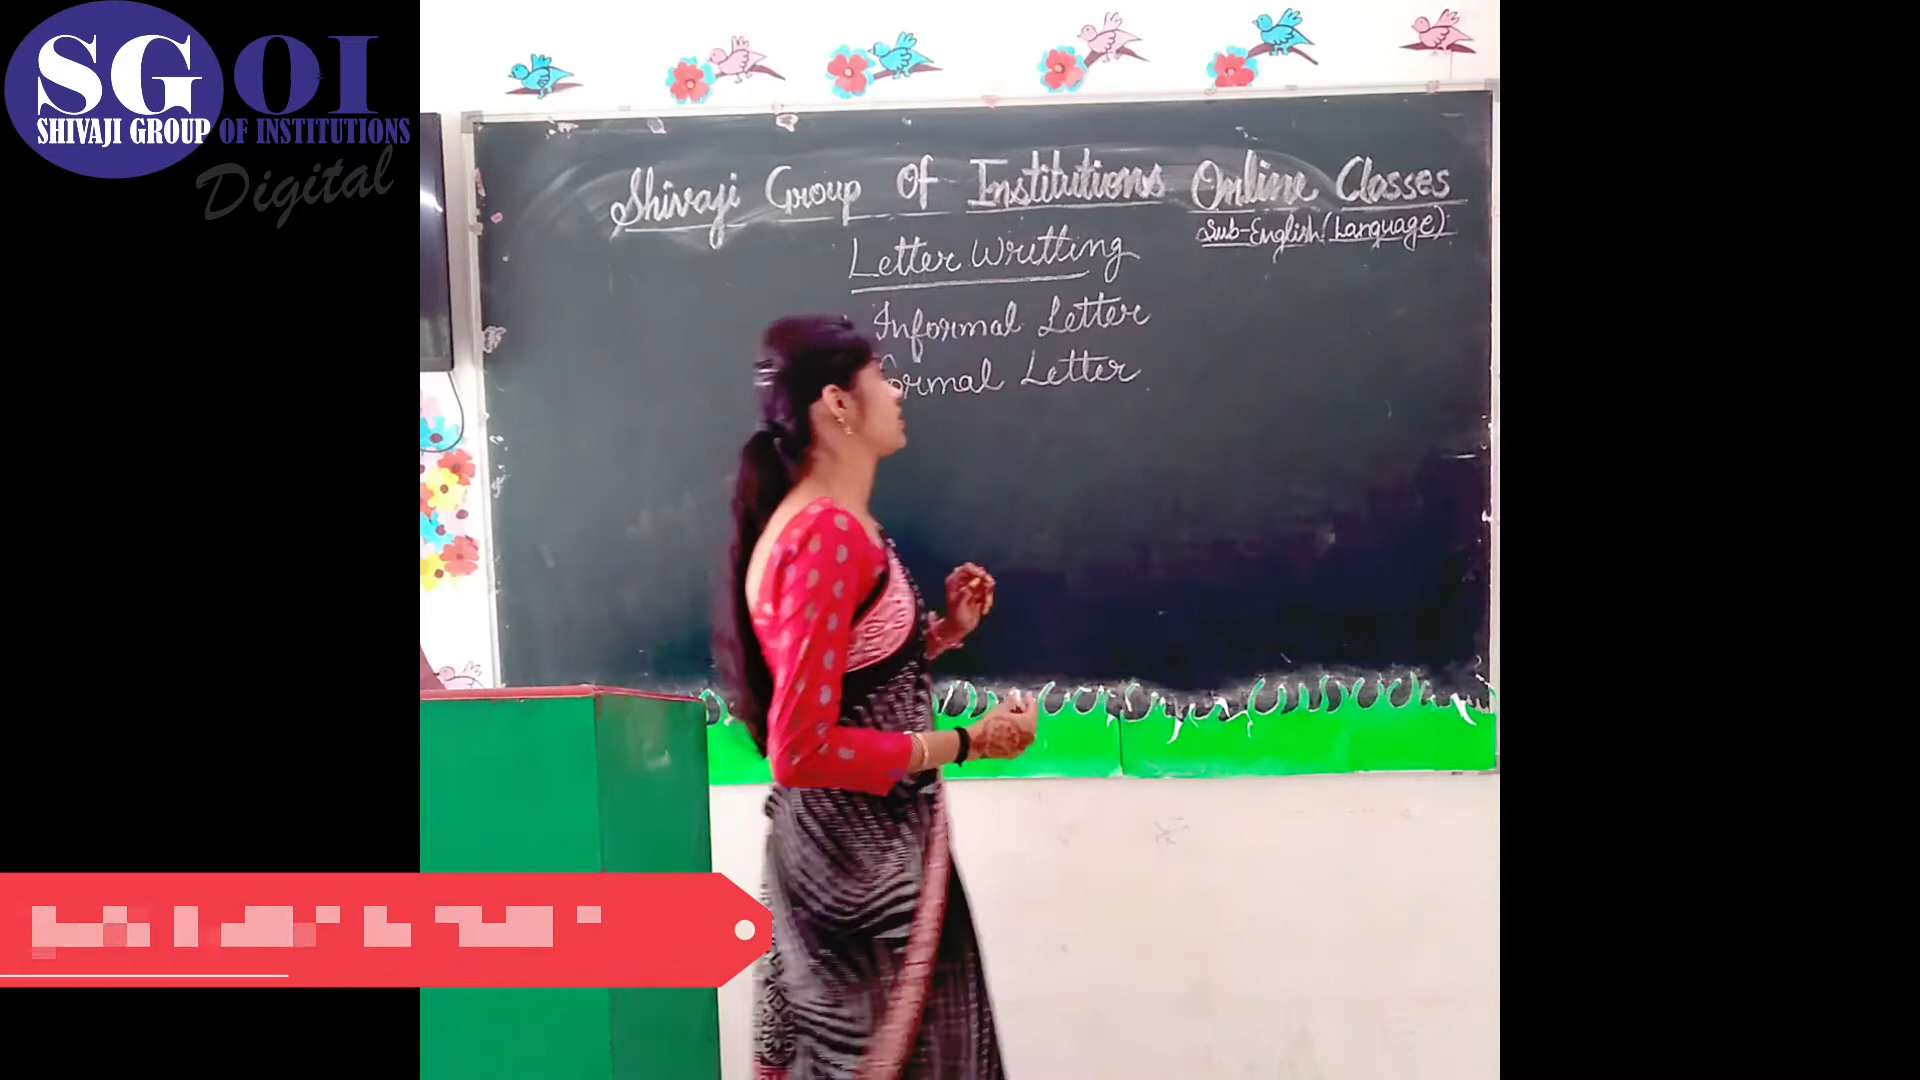 SGOI
SHIVAJI GROUP OF INSTITUTIONS
Digital
Shivaji Group Of Institutions Online Classes
Sub-English(Language)
Letter Writting
Informal Letter
ormal Letter